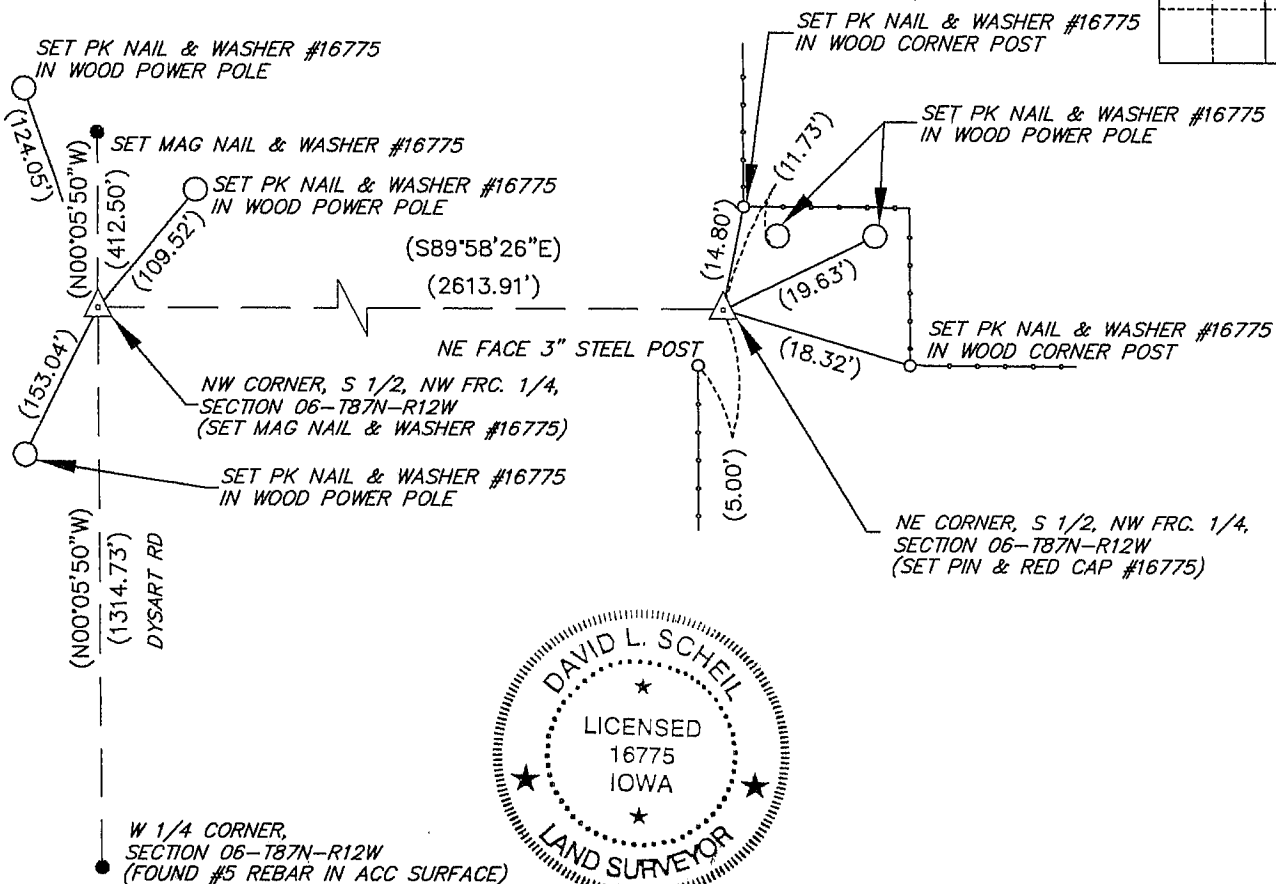 SET PK NAIL & WASHER #16775
IN WOOD POWER POLE
(124.05')
(N00°05'50"W)
(412.50')
SET MAG NAIL & WASHER #16775
SET PK NAIL & WASHER #16775
IN WOOD POWER POLE
(109.52')
(S89°58'26"E)
(2613.91')
SET PK NAIL & WASHER #16775
IN WOOD CORNER POST
(11.73')
SET PK NAIL & WASHER #16775
IN WOOD POWER POLE
(14.80')
(19.63')
(18.32')
SET PK NAIL & WASHER #16775
IN WOOD CORNER POST
NE FACE 3" STEEL POST
(5.00')
(153.04')
NW CORNER, S 1/2, NW FRC. 1/4,
SECTION 06-T87N-R12W
(SET MAG NAIL & WASHER #16775)
SET PK NAIL & WASHER #16775
IN WOOD POWER POLE
NE CORNER, S 1/2, NW FRC. 1/4,
SECTION 06-T87N-R12W
(SET PIN & RED CAP #16775)
(N00°05'50"W)
(1314.73')
DYSART RD
DAVID L. SCHEIL
LICENSED
16775
IOWA
LAND SURVEYOR
W 1/4 CORNER,
SECTION 06-T87N-R12W
(FOUND #5 REBAR IN ACC SURFACE)